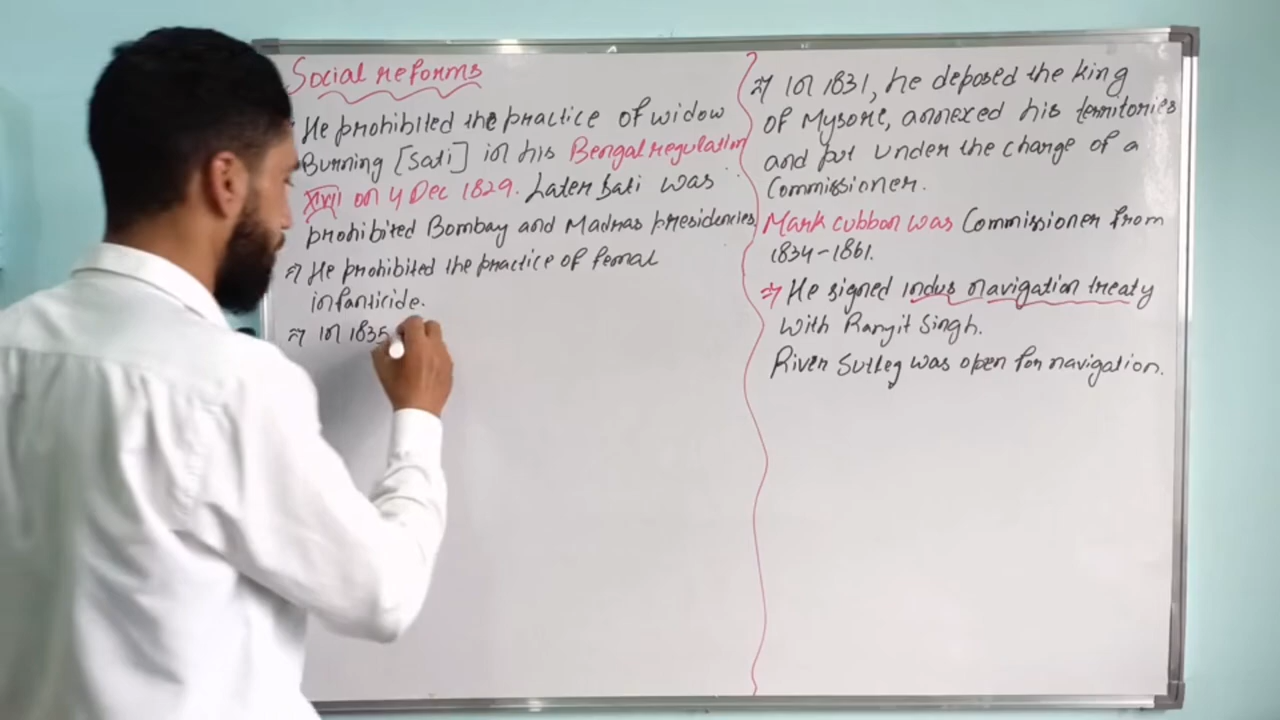 Social reforms
He prohibited the practice of widow
Burning [Sati] in his Bengal regulation
XVII on 4 Dec 1829. Later Sati was
prohibited Bombay and Madras presidencies
⇒ He prohibited the practice of femal
infanticide.
⇒ in 1835
⇒ in 1831, he deposed the king
of Mysore, annexed his territories
and put under the charge of a
Commissioner.
Mark cubbon was Commissioner from
1834-1861.
⇒ He signed indus navigation treaty
with Ranjit Singh.
River Sutleg was open for navigation.